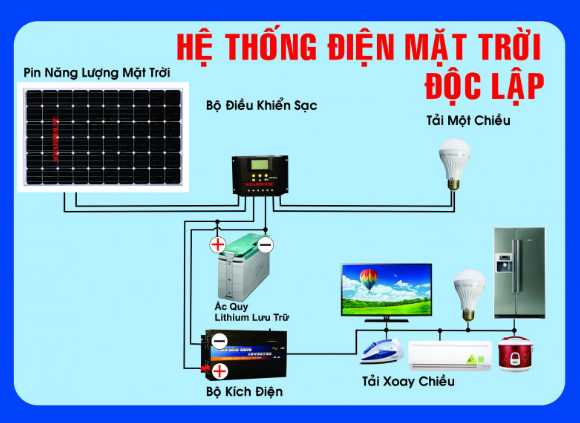 HỆ THỐNG ĐIỆN MẶT TRỜI
ĐỘC LẬP
Pin Năng Lượng Mặt Trời
Bộ Điều Khiển Sạc
Tải Một Chiều
Ắc Quy
Lithium Lưu Trữ
Bộ Kích Điện
Tải Xoay Chiều